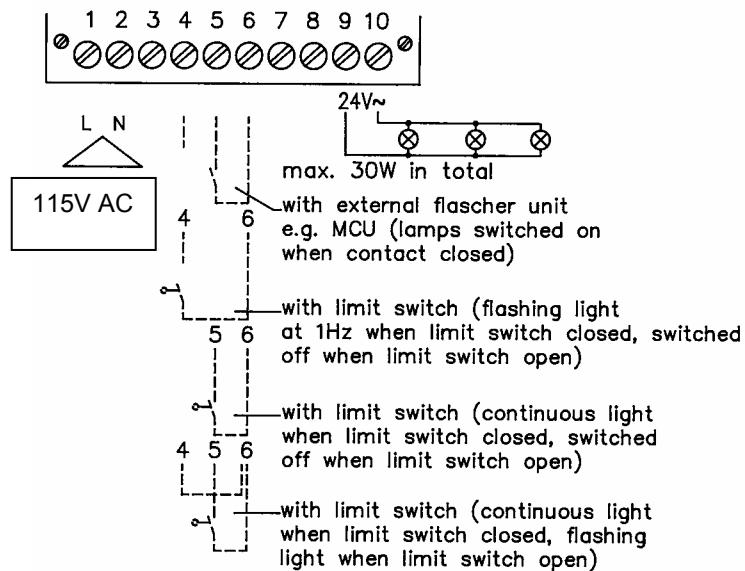 1 2 3 4 5 6 7 8 9 10
24V~
L N
max. 30W in total
115V AC
with external flascher unit
4 6
e.g. MCU (lamps switched on
when contact closed)
with limit switch (flashing light
at 1Hz when limit switch closed, switched
5 6
off when limit switch open)
with limit switch (continuous light
when limit switch closed, switched
4 5 6
off when limit switch open)
with limit switch (continuous light
when limit switch closed, flashing
light when limit switch open)